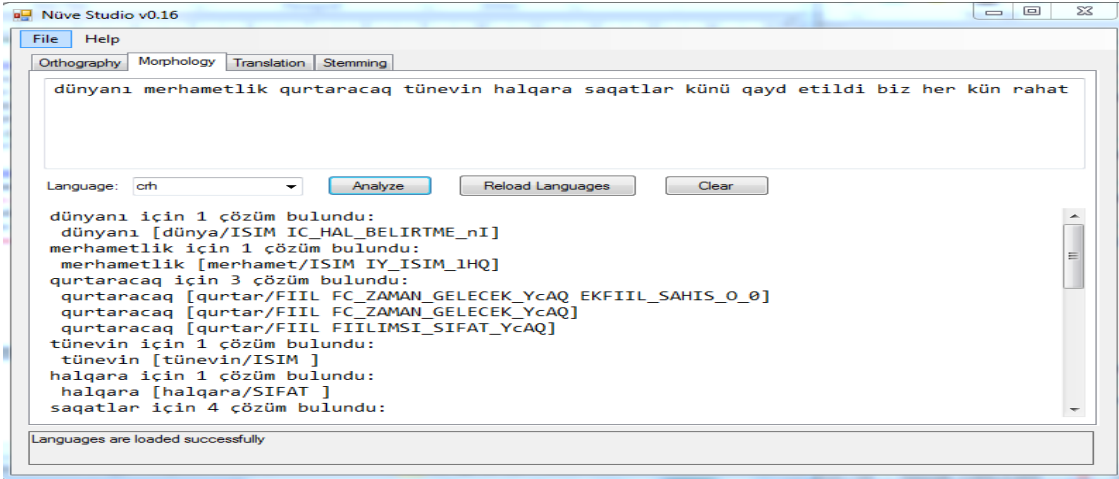 Nüve Studio v0.16
File Help
Orthography Morphology Translation Stemming
dünyanı merhametlik qurtaracaq tünevin halqara saqatlar künü qayd etildi biz her kün rahat
Language: crh Analyze Reload Languages Clear
dünyanı için 1 çözüm bulundu:
dünyanı [dünya/ISIM IC_HAL_BELIRTME_nI]
merhametlik için 1 çözüm bulundu:
merhametlik [merhamet/ISIM IY_ISIM_lHQ]
qurtaracaq için 3 çözüm bulundu:
qurtaracaq [qurtar/FIIL FC_ZAMAN_GELECEK_YcAQ EKFIIL_SAHIS_O_0]
qurtaracaq [qurtar/FIIL FC_ZAMAN_GELECEK_YcAQ]
qurtaracaq [qurtar/FIIL FIILIMSI_SIFAT_YcAQ]
tünevin için 1 çözüm bulundu:
tünevin [tünevin/ISIM ]
halqara için 1 çözüm bulundu:
halqara [halqara/SIFAT ]
saqatlar için 4 çözüm bulundu:
Languages are loaded successfully